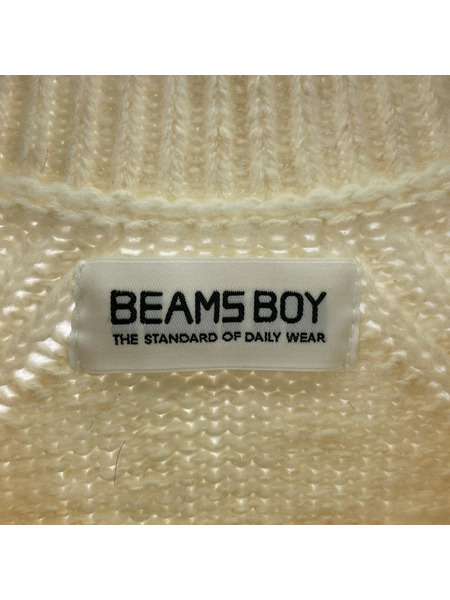 BEAMS BOY
THE STANDARD OF DAILY WEAR